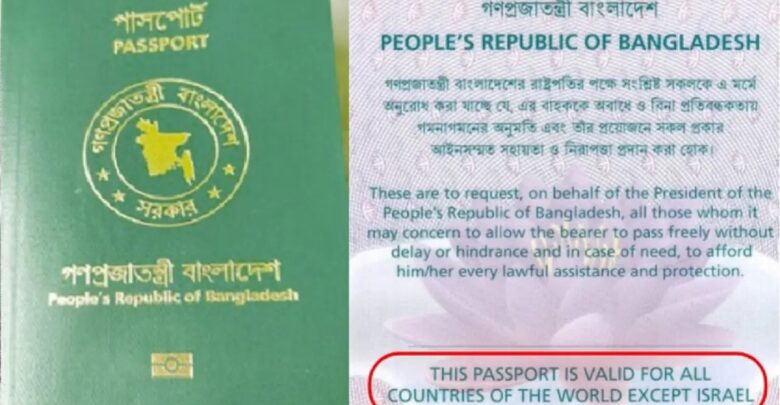 পাসপোর্ট
PASSPORT
গণপ্রজাতন্ত্রী বাংলাদেশ
সরকার
গণপ্রজাতন্ত্রী বাংলাদেশ
People's Republic of Bangladesh
গণপ্রজাতন্ত্রী বাংলাদেশ
PEOPLE'S REPUBLIC OF BANGLADESH
গণপ্রজাতন্ত্রী বাংলাদেশের রাষ্ট্রপতির পক্ষে সংশ্লিষ্ট সকলকে এ মর্মে
অনুরোধ করা যাচ্ছে যে, এর বাহককে অবাধে ও বিনা প্রতিবন্ধকতায়
গমনাগমনের অনুমতি এবং তাঁর প্রয়োজনে সকল প্রকার
আইনসম্মত সহায়তা ও নিরাপত্তা প্রদান করা হোক।
These are to request, on behalf of the President of the
People's Republic of Bangladesh, all those whom it
may concern to allow the bearer to pass freely without
delay or hindrance and in case of need, to afford
him/her every lawful assistance and protection.
THIS PASSPORT IS VALID FOR ALL
COUNTRIES OF THE WORLD EXCEPT ISRAEL